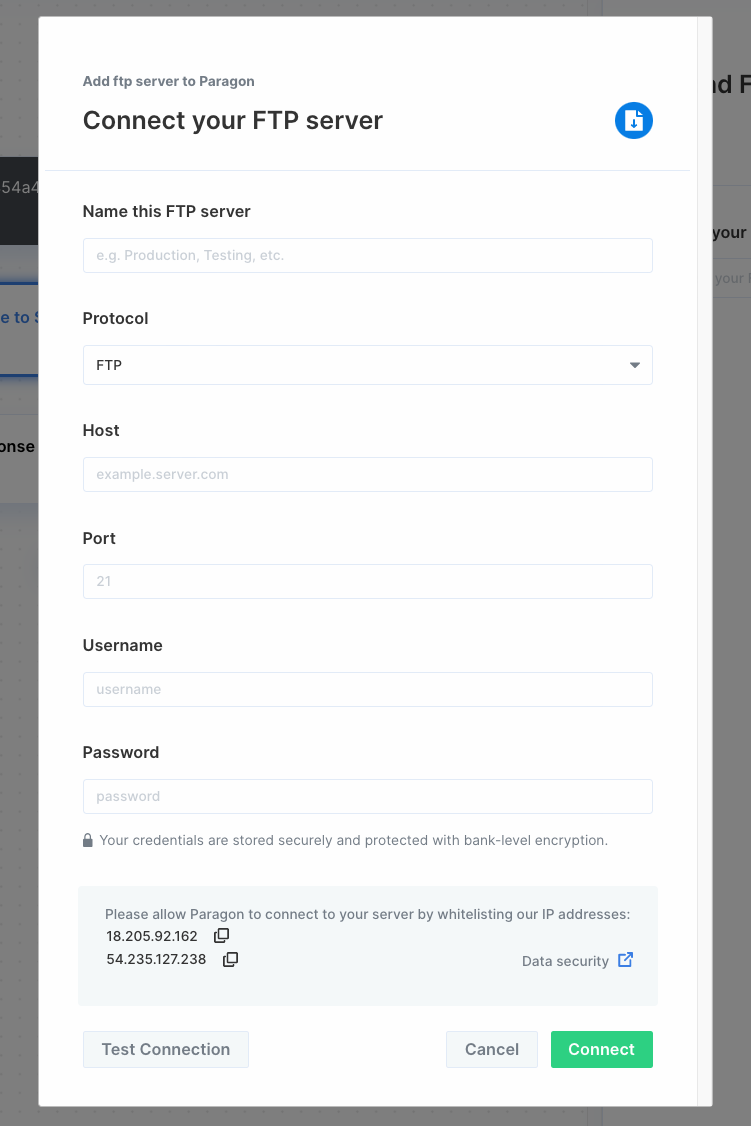 Add ftp server to Paragon
Connect your FTP server
Name this FTP server
e.g. Production, Testing, etc.
Protocol
FTP
Host
example.server.com
Port
21
Username
username
Password
password
Your credentials are stored securely and protected with bank-level encryption.
Please allow Paragon to connect to your server by whitelisting our IP addresses:
18.205.92.162
54.235.127.238
Data security
Test Connection
Cancel
Connect
54a4
e to
onse
your
your